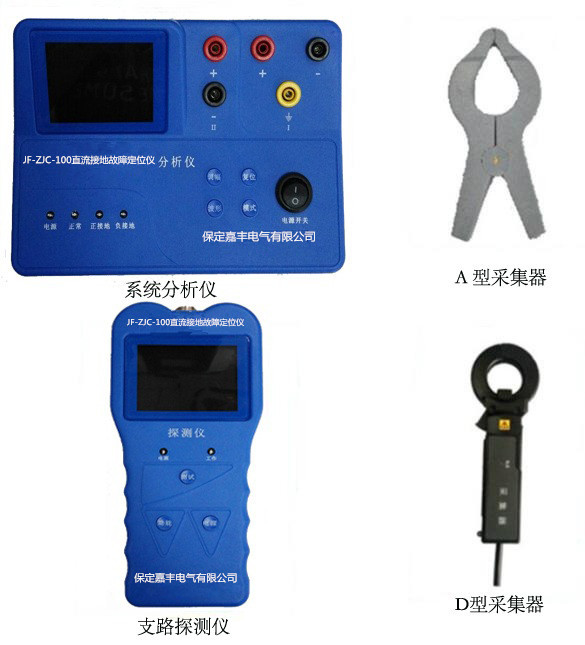 JF-ZJC-100直流接地故障定位仪 分析仪
+
+
-
-
II
I
复位
模式
电源 正常 正接地 负接地
I
O
电源开关
保定嘉丰电气有限公司
系统分析仪
A 型采集器
JF-ZJC-100直流接地故障定位仪
探测仪
电源 工作
测试
保定嘉丰电气有限公司
支路探测仪
采集器
D型采集器